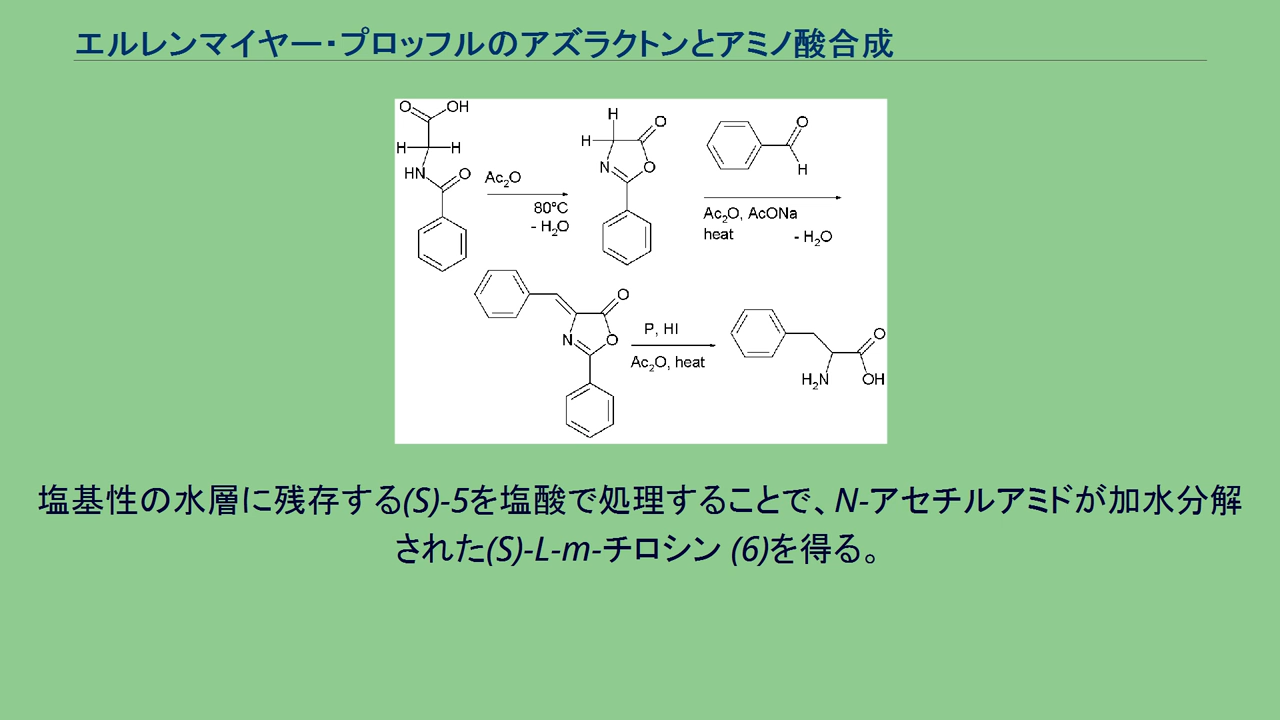 エルレンマイヤー・プロッフルのアズラクトンとアミノ酸合成
O OH
H H
HN O
Ac₂O
80°C
- H₂O
H
H O
N O
O
H
Ac₂O, AcONa
heat - H₂O
O
N O
P, HI
Ac₂O, heat
O
H₂N OH
塩基性の水層に残存する(S)-5を塩酸で処理することで、N-アセチルアミドが加水分解
された(S)-L-m-チロシン (6)を得る。